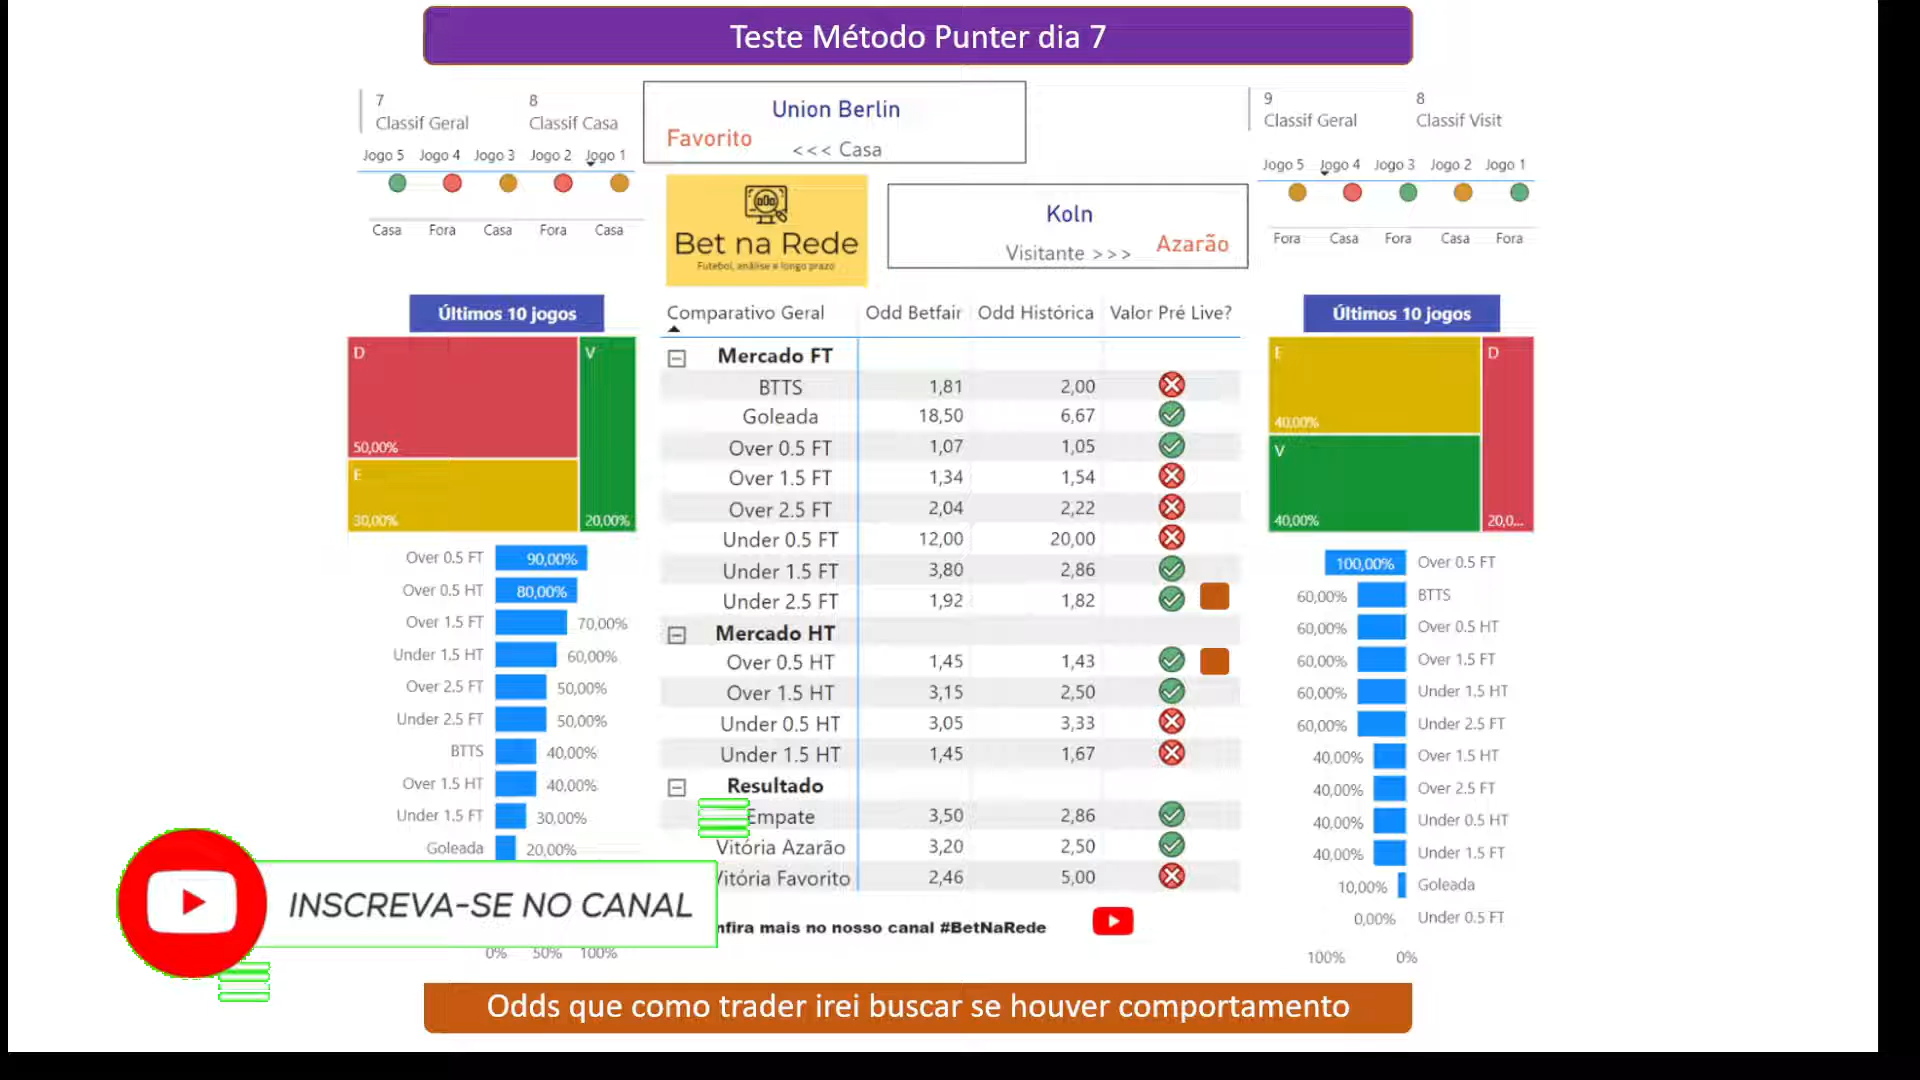 Teste Método Punter dia 7
7
Classif Geral
8
Classif Casa
Jogo 5 Jogo 4 Jogo 3 Jogo 2 Jogo 1
Casa Fora Casa Fora Casa
Union Berlin
Favorito
<<< Casa
Bet na Rede
Futebol, análise e longo prazo
Koln
Visitante >>>
Azarão
9
Classif Geral
8
Classif Visit
Jogo 5 Jogo 4 Jogo 3 Jogo 2 Jogo 1
Fora Casa Fora Casa Fora
Últimos 10 jogos
D
50,00%
E
30,00%
V
20,00%
Over 0.5 FT 90,00%
Over 0.5 HT 80,00%
Over 1.5 FT 70,00%
Under 1.5 HT 60,00%
Over 2.5 FT 50,00%
Under 2.5 FT 50,00%
BTTS 40,00%
Over 1.5 HT 40,00%
Under 1.5 FT 30,00%
Goleada 20,00%
0% 50% 100%
Comparativo Geral Odd Betfair Odd Histórica Valor Pré Live?
Mercado FT
BTTS 1,81 2,00
Goleada 18,50 6,67
Over 0.5 FT 1,07 1,05
Over 1.5 FT 1,34 1,54
Over 2.5 FT 2,04 2,22
Under 0.5 FT 12,00 20,00
Under 1.5 FT 3,80 2,86
Under 2.5 FT 1,92 1,82
Mercado HT
Over 0.5 HT 1,45 1,43
Over 1.5 HT 3,15 2,50
Under 0.5 HT 3,05 3,33
Under 1.5 HT 1,45 1,67
Resultado
Empate 3,50 2,86
Vitória Azarão 3,20 2,50
Vitória Favorito 2,46 5,00
nfira mais no nosso canal #BetNaRede
Últimos 10 jogos
E
40,00%
V
40,00%
D
20,0...
100,00% Over 0.5 FT
60,00% BTTS
60,00% Over 0.5 HT
60,00% Over 1.5 FT
60,00% Under 1.5 HT
60,00% Under 2.5 FT
40,00% Over 1.5 HT
40,00% Over 2.5 FT
40,00% Under 0.5 HT
40,00% Under 1.5 FT
10,00% Goleada
0,00% Under 0.5 FT
100% 0%
INSCREVA-SE NO CANAL
Odds que como trader irei buscar se houver comportamento